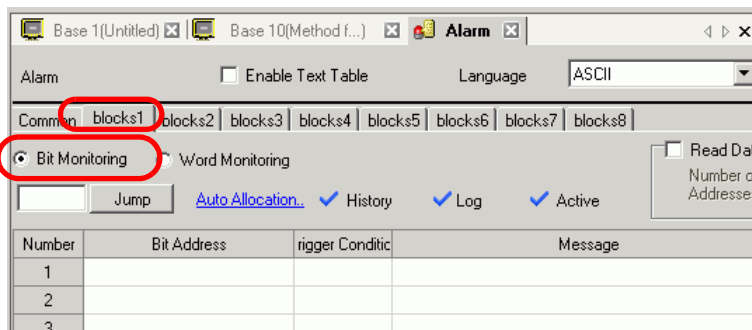 Base 1(Untitled) Base 10(Method f...) Alarm
Alarm Enable Text Table Language ASCII
Common blocks1 blocks2 blocks3 blocks4 blocks5 blocks6 blocks7 blocks8
Bit Monitoring Word Monitoring Read Dat
Number o
Jump Auto Allocation.. History Log Active Addresse
Number Bit Address rigger Conditic Message
1
2
3